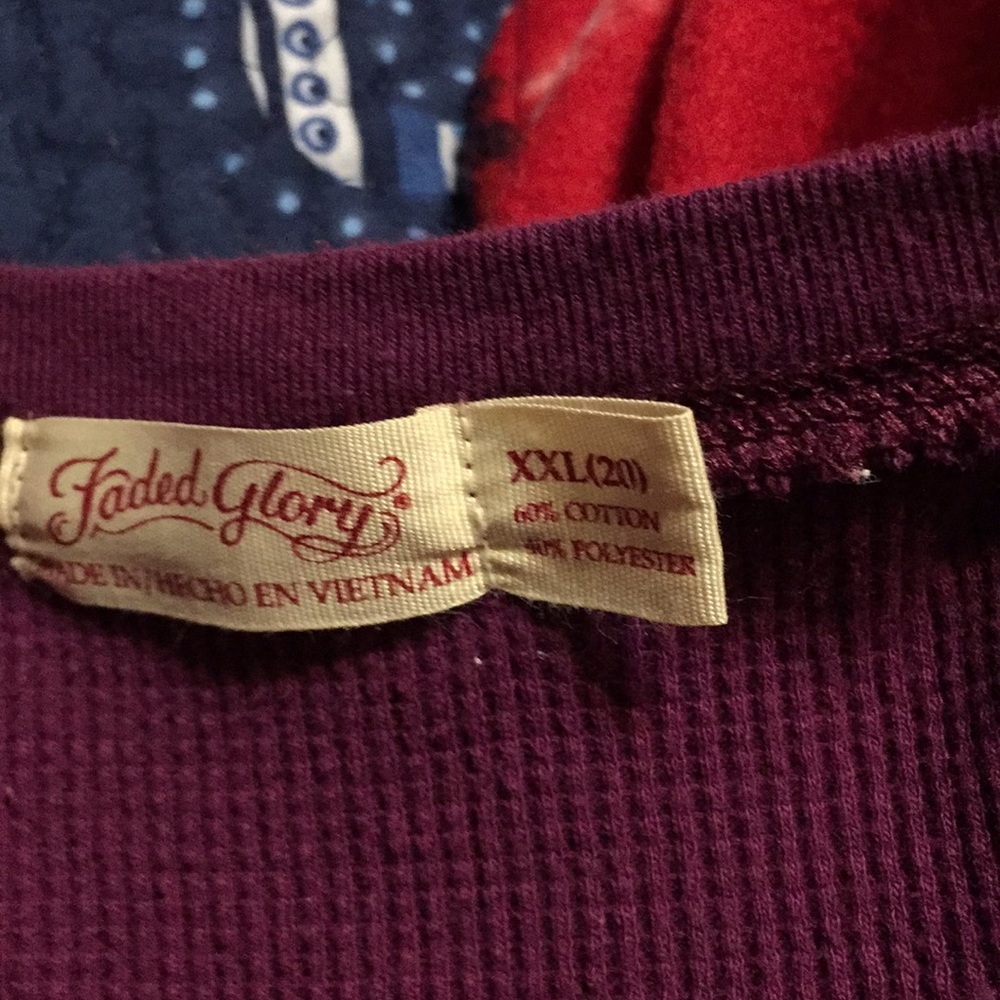 Faded Glory®
MADE IN/HECHO EN VIETNAM
XXL(20)
60% COTTON
40% POLYESTER